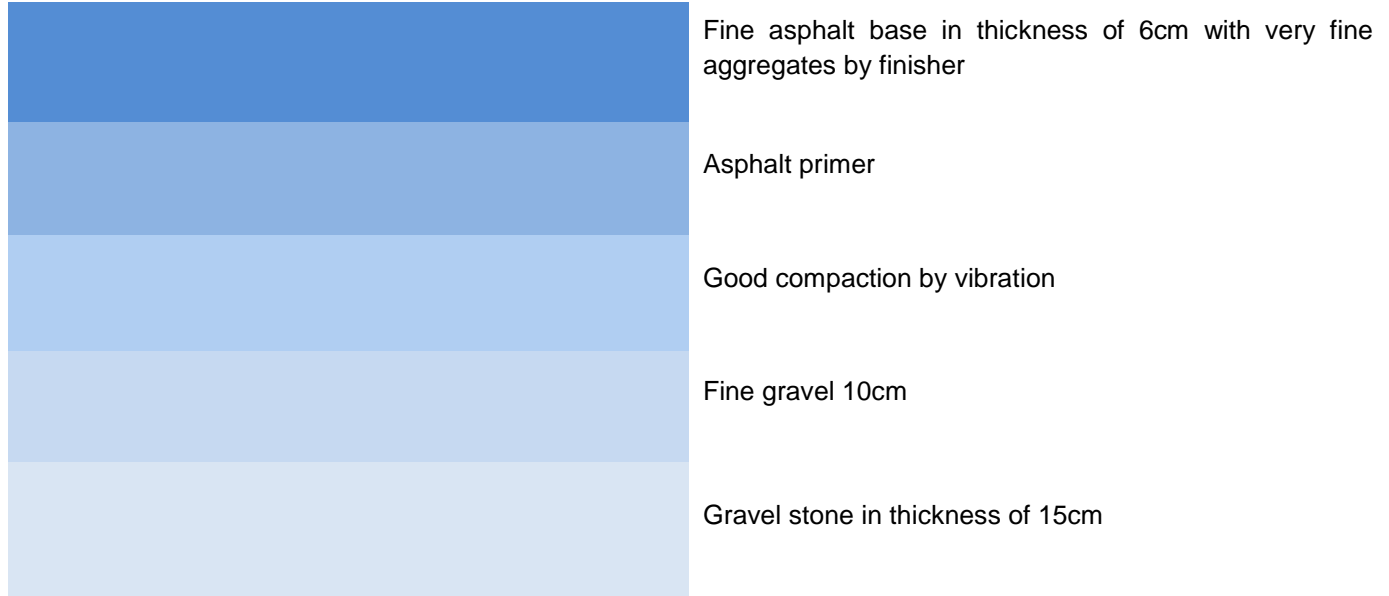 Fine asphalt base in thickness of 6cm with very fine
aggregates by finisher
Asphalt primer
Good compaction by vibration
Fine gravel 10cm
Gravel stone in thickness of 15cm